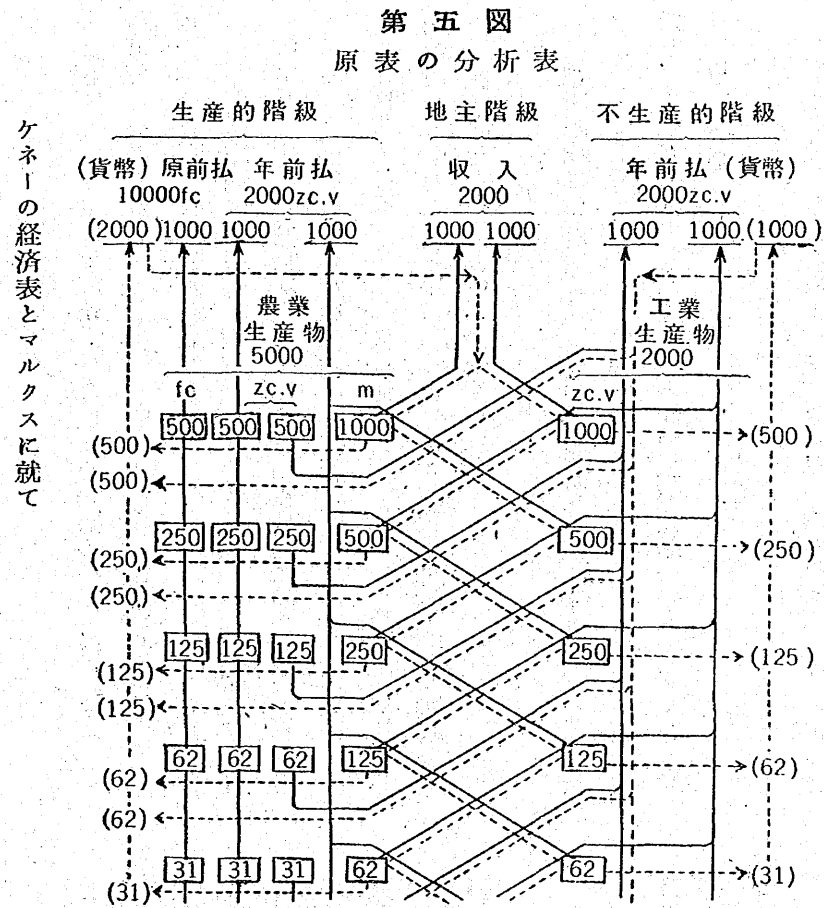 第五図
原表の分析表
生産的階級 地主階級 不生産的階級
(貨幣) 原前払 年前払 収入 年前払 (貨幣)
10000fc 2000zc.v 2000 2000zc.v
(2000) 1000 1000 1000 1000 1000 1000 1000 (1000)
農業 工業
生産物 生産物
5000 2000
fc zc.v m zc.v
500 500 500 1000 1000
(500) (500)
(500)
250 250 250 500 500
(250) (250)
(250)
125 125 125 250 250
(125) (125)
(125)
62 62 62 125 125
(62) (62)
(62)
31 31 31 62 62
(31) (31)
ケネーの経済表とマルクスに就て